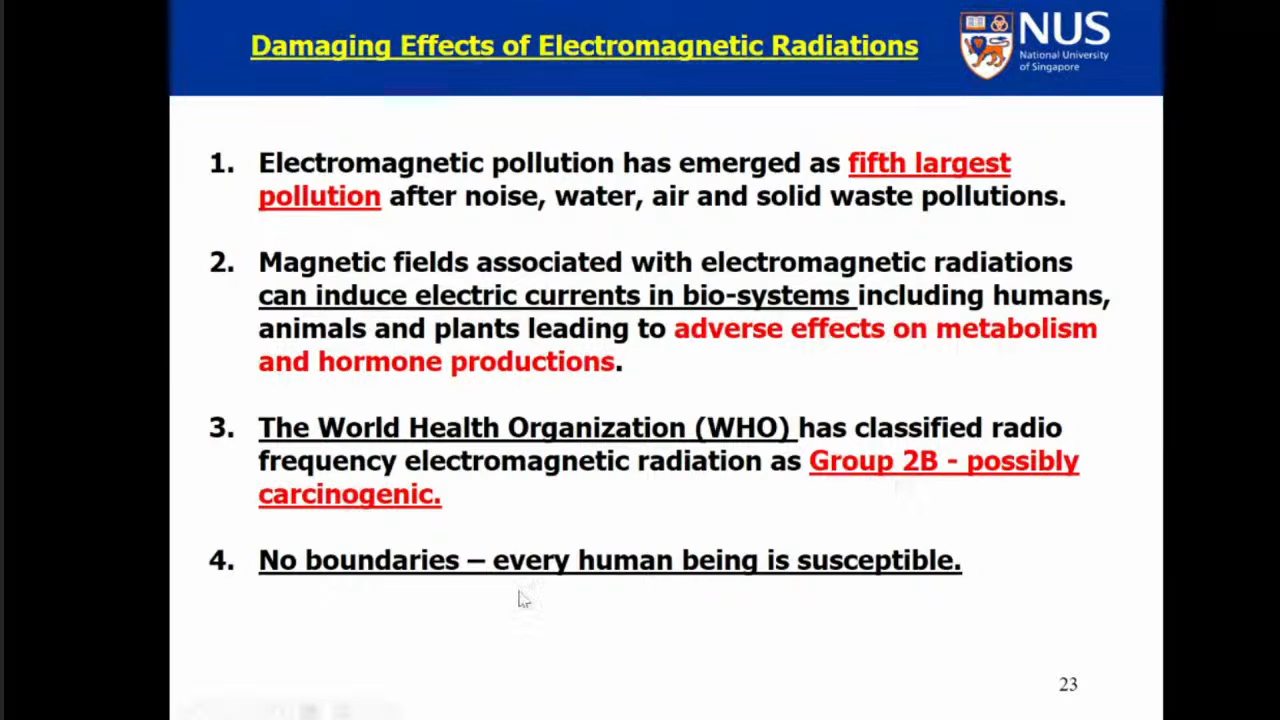 Damaging Effects of Electromagnetic Radiations
NUS
National University
of Singapore
1. Electromagnetic pollution has emerged as fifth largest
pollution after noise, water, air and solid waste pollutions.
2. Magnetic fields associated with electromagnetic radiations
can induce electric currents in bio-systems including humans,
animals and plants leading to adverse effects on metabolism
and hormone productions.
3. The World Health Organization (WHO) has classified radio
frequency electromagnetic radiation as Group 2B - possibly
carcinogenic.
4. No boundaries – every human being is susceptible.
23